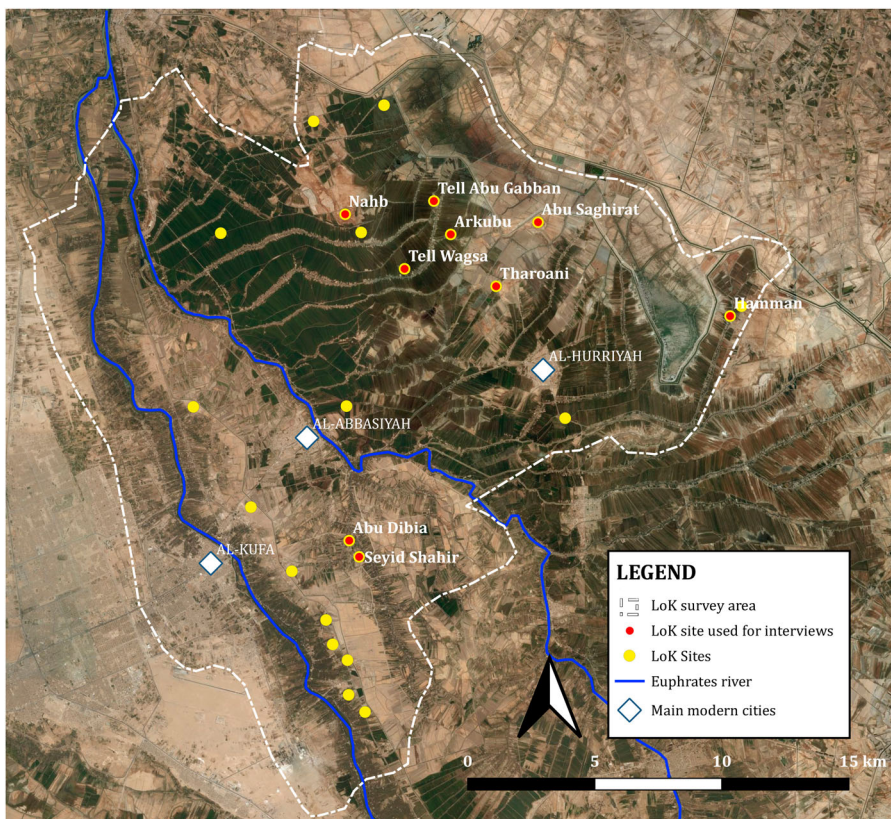 Nahb
Tell Abu Gabban
Arkubu
Abu Saghirat
Tell Wagsa
Tharoani
Hamman
AL-HURRIYAH
AL-ABBASIYAH
Abu Dibia
AL-KUFA
Seyid Shahir
LEGEND
LoK survey area
LoK site used for interviews
LoK Sites
Euphrates river
Main modern cities
0 5 10 15 km